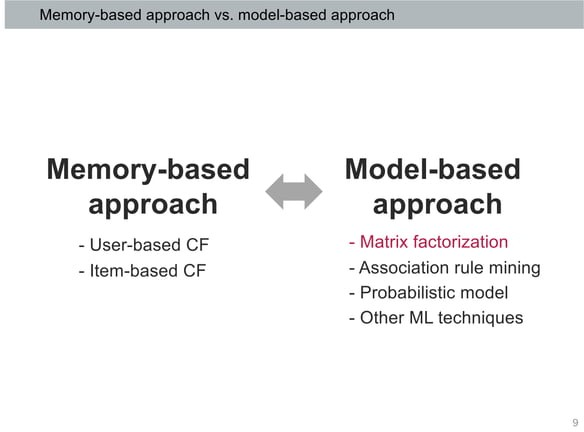 Memory-based approach vs. model-based approach
Memory-based
approach
- User-based CF
- Item-based CF
Model-based
approach
- Matrix factorization
- Association rule mining
- Probabilistic model
- Other ML techniques
9